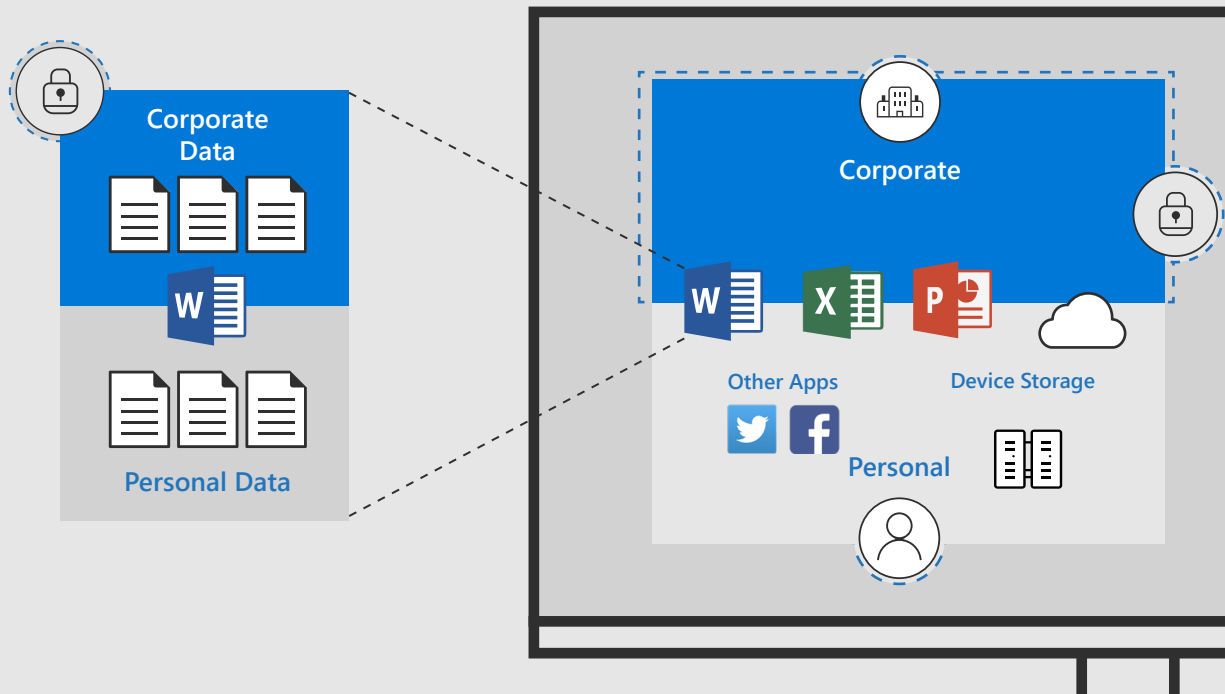 Corporate
Data
W
Personal Data
Corporate
W
X
P
Other Apps
Device Storage
f
Personal